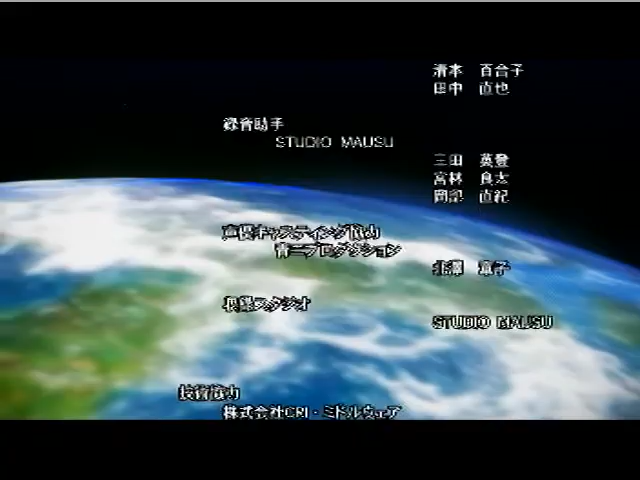 清本 百合子
田中 直也
録音助手
STUDIO MAUSU
三田 英登
宮林 良太
岡記 直紀
声優キャスティング協力
青二プロダクション
北澤 章子
収録スタジオ
STUDIO MAUSU
技術協力
株式会社CRI・ミドルウェア